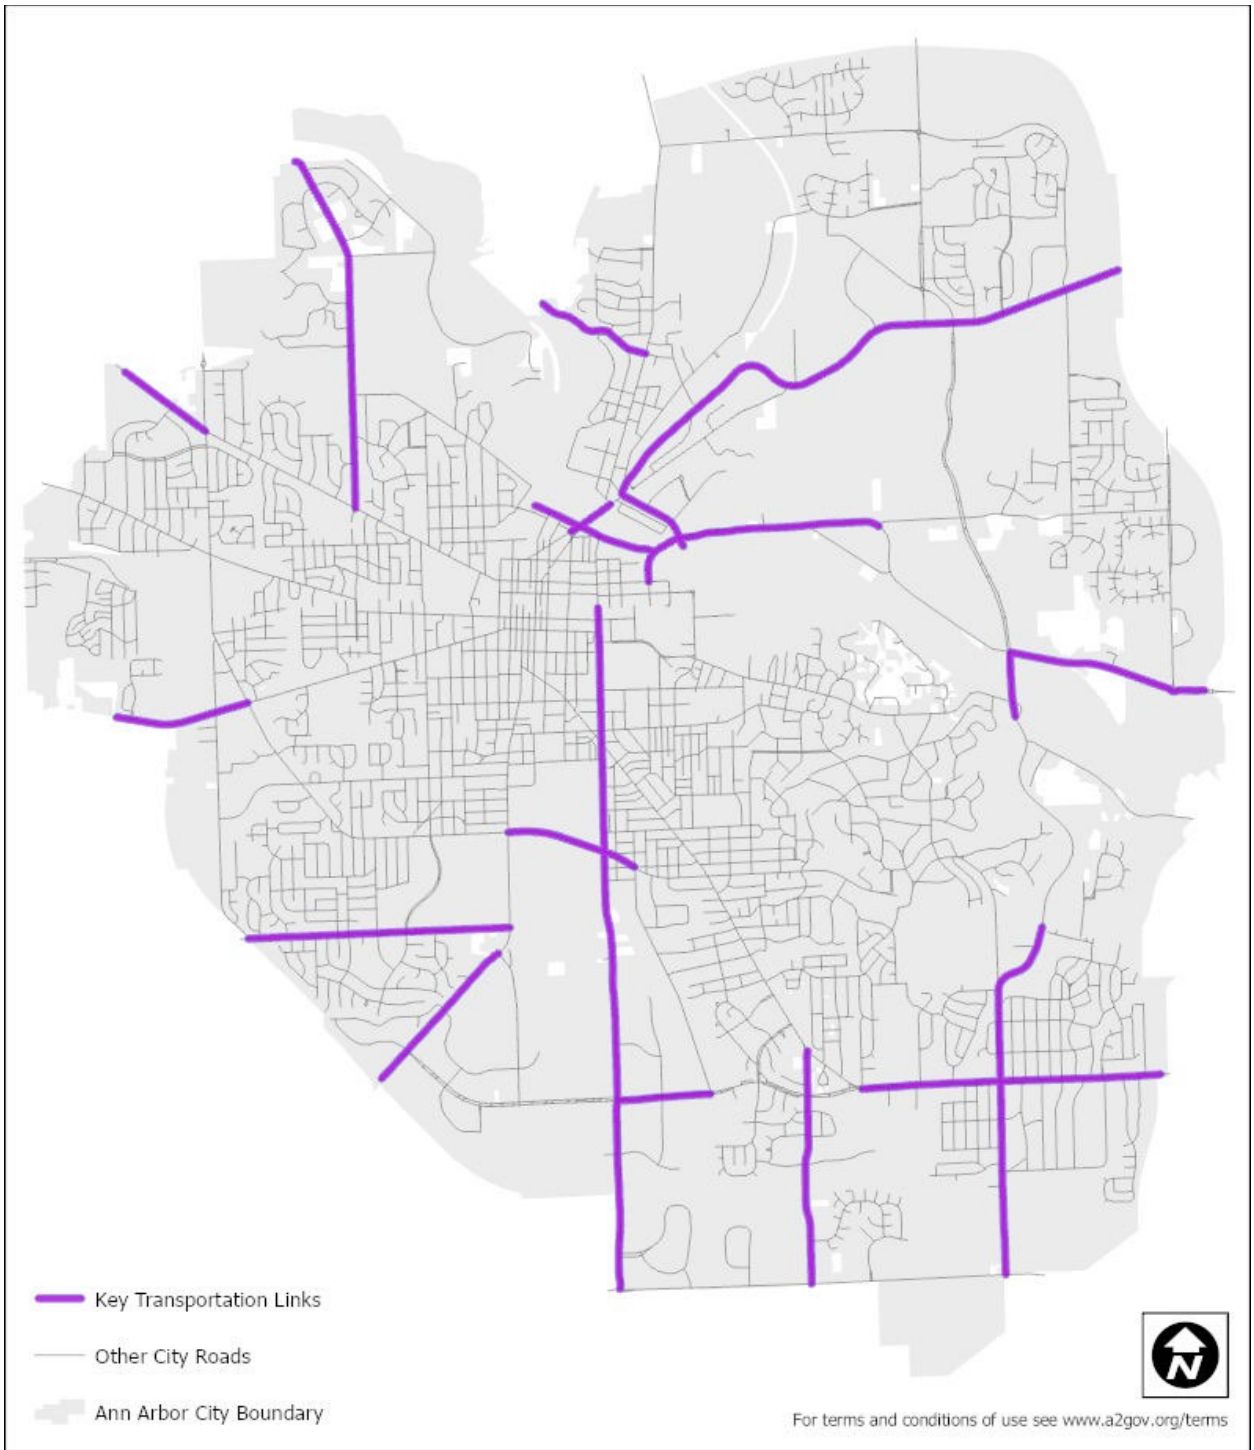 Key Transportation Links
Other City Roads
Ann Arbor City Boundary
N
For terms and conditions of use see www.a2gov.org/terms